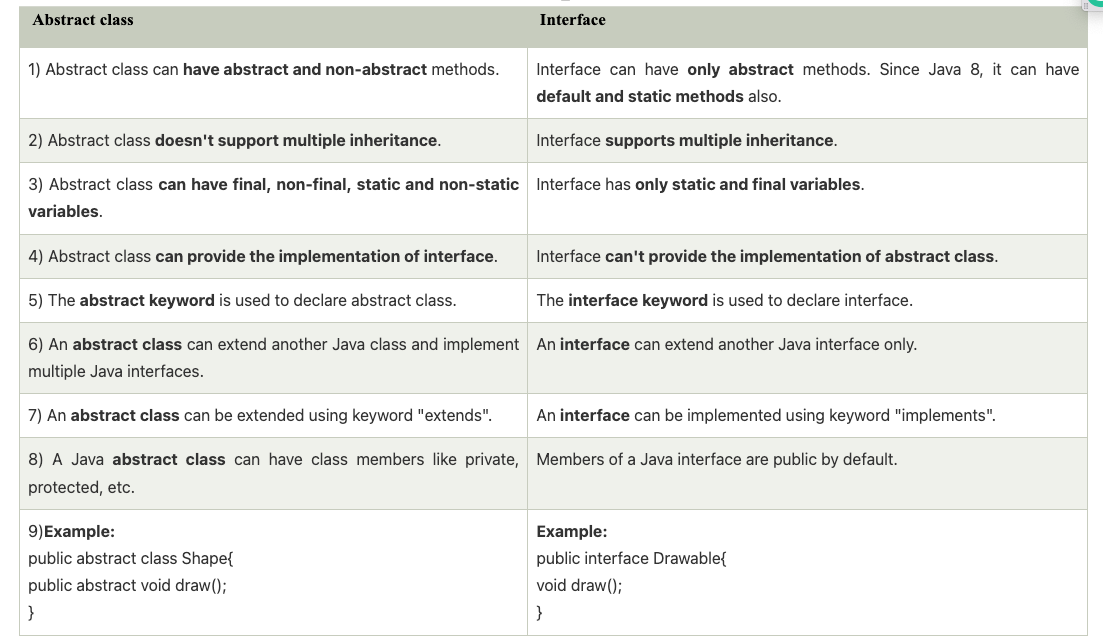 Abstract class
Interface
1) Abstract class can have abstract and non-abstract methods.
Interface can have only abstract methods. Since Java 8, it can have
default and static methods also.
2) Abstract class doesn't support multiple inheritance.
Interface supports multiple inheritance.
3) Abstract class can have final, non-final, static and non-static
variables.
Interface has only static and final variables.
4) Abstract class can provide the implementation of interface.
Interface can't provide the implementation of abstract class.
5) The abstract keyword is used to declare abstract class.
The interface keyword is used to declare interface.
6) An abstract class can extend another Java class and implement
multiple Java interfaces.
An interface can extend another Java interface only.
7) An abstract class can be extended using keyword "extends".
An interface can be implemented using keyword "implements".
8) A Java abstract class can have class members like private,
protected, etc.
Members of a Java interface are public by default.
9)Example:
public abstract class Shape{
public abstract void draw();
}
Example:
public interface Drawable{
void draw();
}